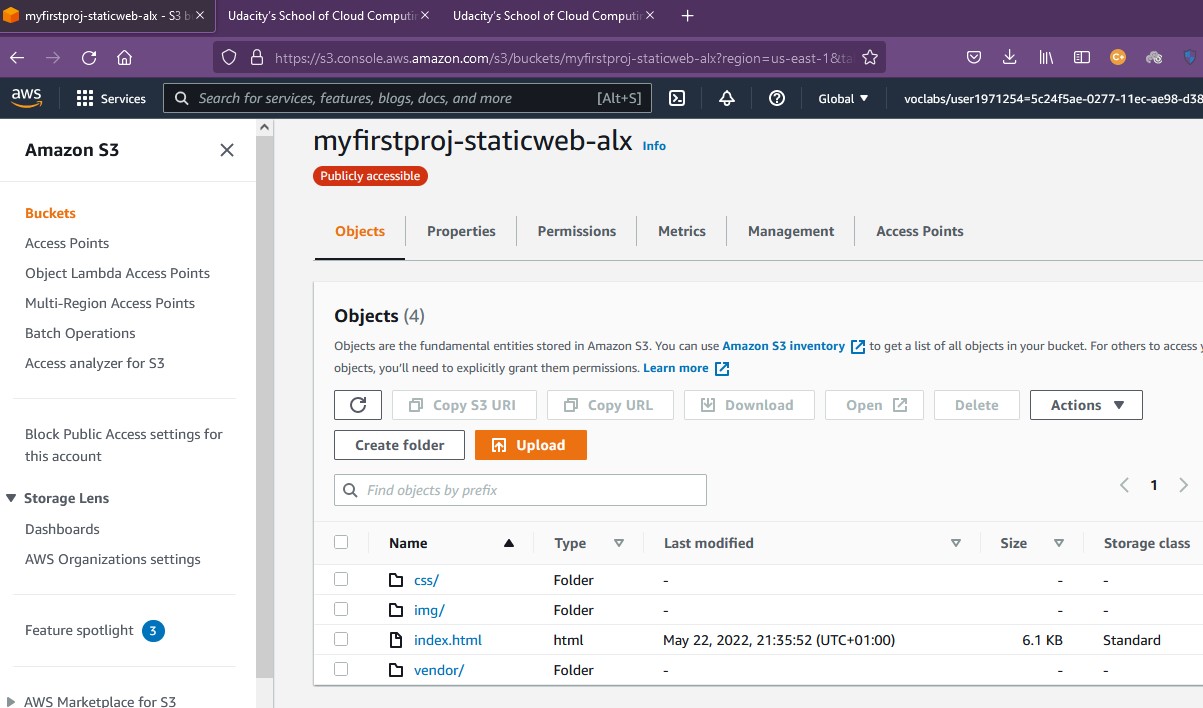 myfirstproj-staticweb-alx - S3 b
Udacity's School of Cloud Computin
Udacity's School of Cloud Computin
https://s3.console.aws.amazon.com/s3/buckets/myfirstproj-staticweb-alx?region=us-east-1&ta
aws
Services
Search for services, features, blogs, docs, and more
[Alt+S]
Global
voclabs/user1971254=5c24f5ae-0277-11ec-ae98-d38
Amazon S3
Buckets
Access Points
Object Lambda Access Points
Multi-Region Access Points
Batch Operations
Access analyzer for S3
Block Public Access settings for
this account
Storage Lens
Dashboards
AWS Organizations settings
Feature spotlight 3
AWS Marketplace for S3
myfirstproj-staticweb-alx Info
Publicly accessible
Objects
Properties
Permissions
Metrics
Management
Access Points
Objects (4)
Objects are the fundamental entities stored in Amazon S3. You can use Amazon S3 inventory to get a list of all objects in your bucket. For others to access y
objects, you'll need to explicitly grant them permissions. Learn more
Copy S3 URI
Copy URL
Download
Open
Delete
Actions
Create folder
Upload
Find objects by prefix
1
Name Type Last modified Size Storage class
css/ Folder - - -
img/ Folder - - -
index.html html May 22, 2022, 21:35:52 (UTC+01:00) 6.1 KB Standard
vendor/ Folder - - -